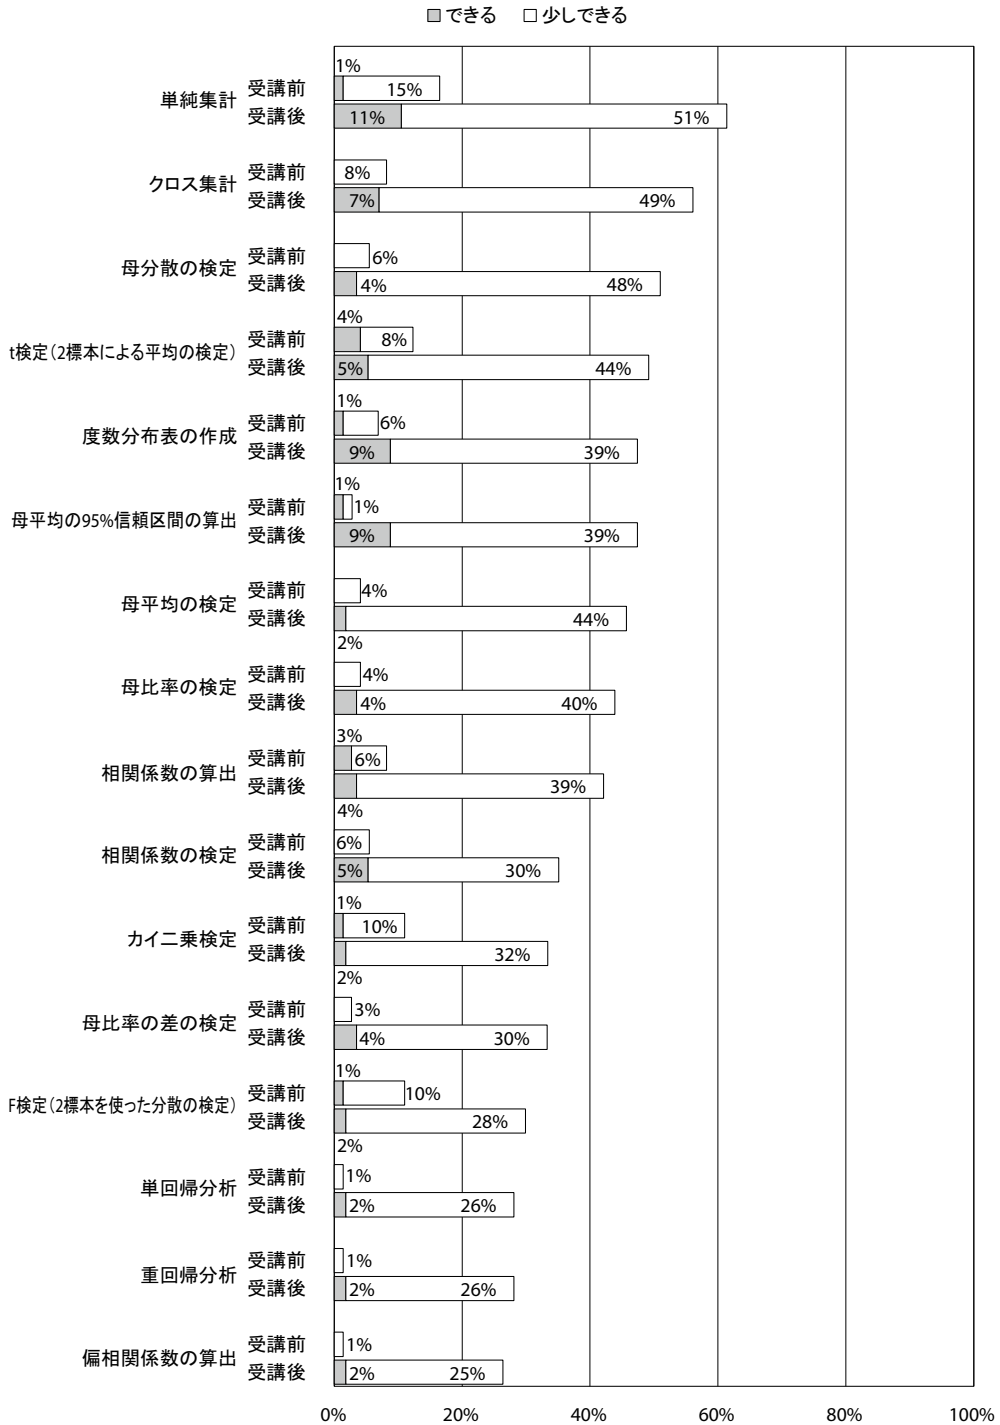 できる 少しできる
単純集計
受講前 1% 15%
受講後 11% 51%
クロス集計
受講前 8%
受講後 7% 49%
母分散の検定
受講前 6%
受講後 4% 48%
t検定(2標本による平均の検定)
受講前 4% 8%
受講後 5% 44%
度数分布表の作成
受講前 1% 6%
受講後 9% 39%
母平均の95%信頼区間の算出
受講前 1% 1%
受講後 9% 39%
母平均の検定
受講前 4%
受講後 2% 44%
母比率の検定
受講前 4%
受講後 4% 40%
相関係数の算出
受講前 3% 6%
受講後 4% 39%
相関係数の検定
受講前 6%
受講後 5% 30%
カイ二乗検定
受講前 1% 10%
受講後 2% 32%
母比率の差の検定
受講前 3%
受講後 4% 30%
F検定(2標本を使った分散の検定)
受講前 1% 10%
受講後 2% 28%
単回帰分析
受講前 1%
受講後 2% 26%
重回帰分析
受講前 1%
受講後 2% 26%
偏相関係数の算出
受講前 1%
受講後 2% 25%
0% 20% 40% 60% 80% 100%